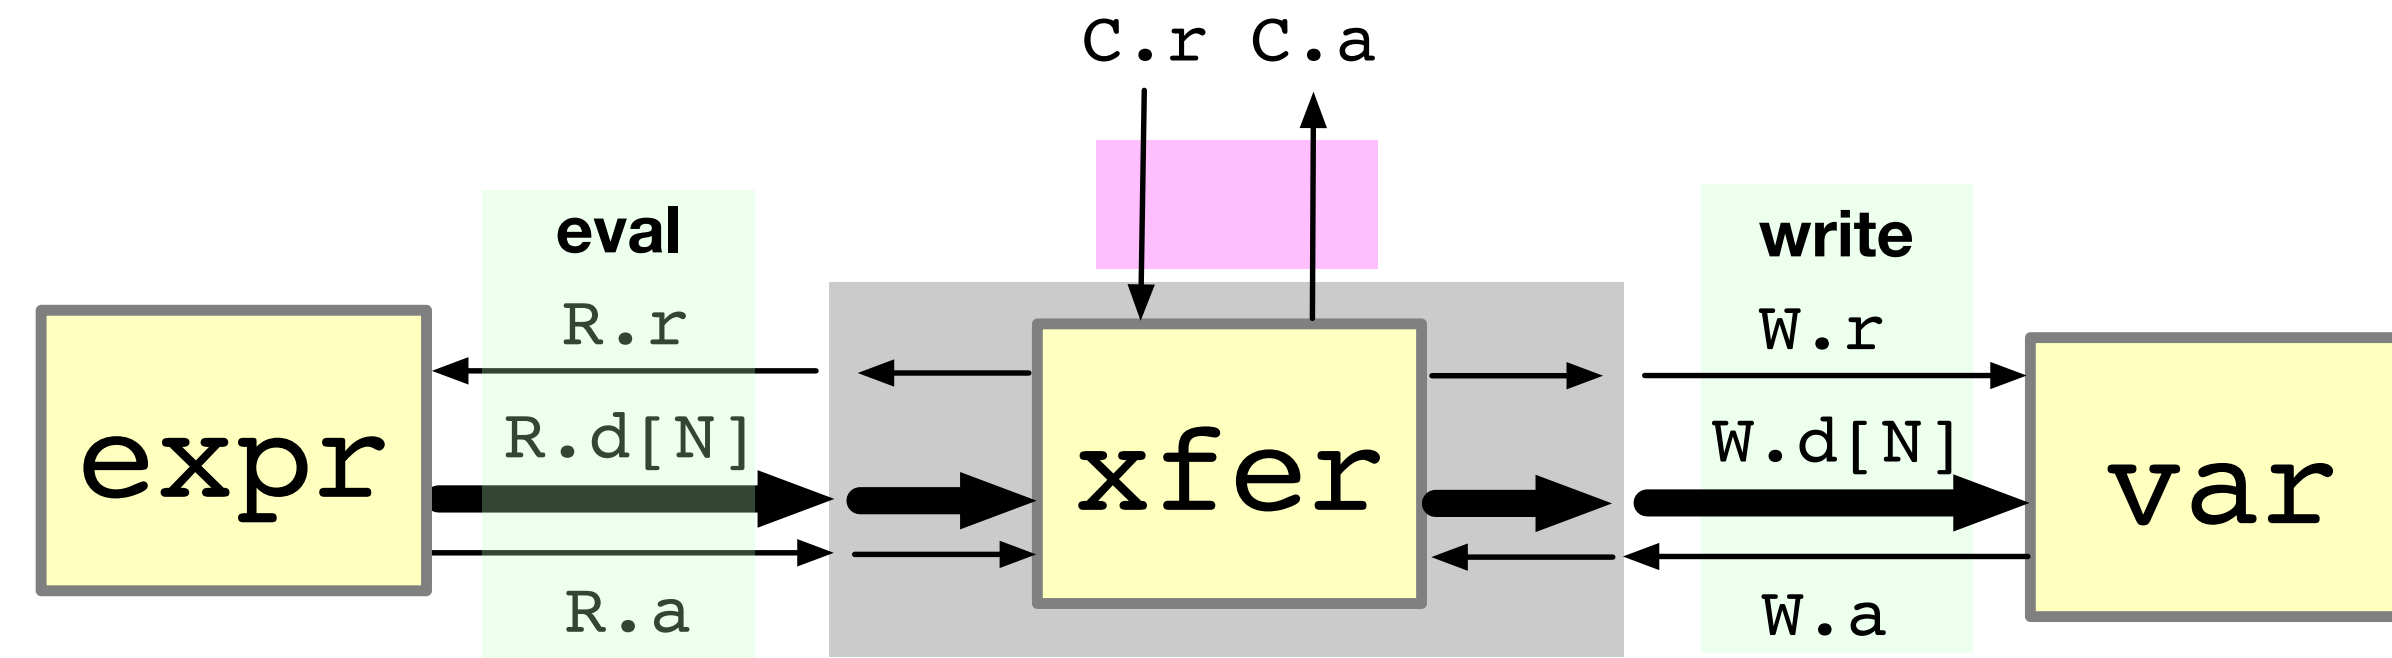 C.r C.a
eval
R.r
R.d[N]
R.a
expr
xfer
write
W.r
W.d[N]
W.a
var